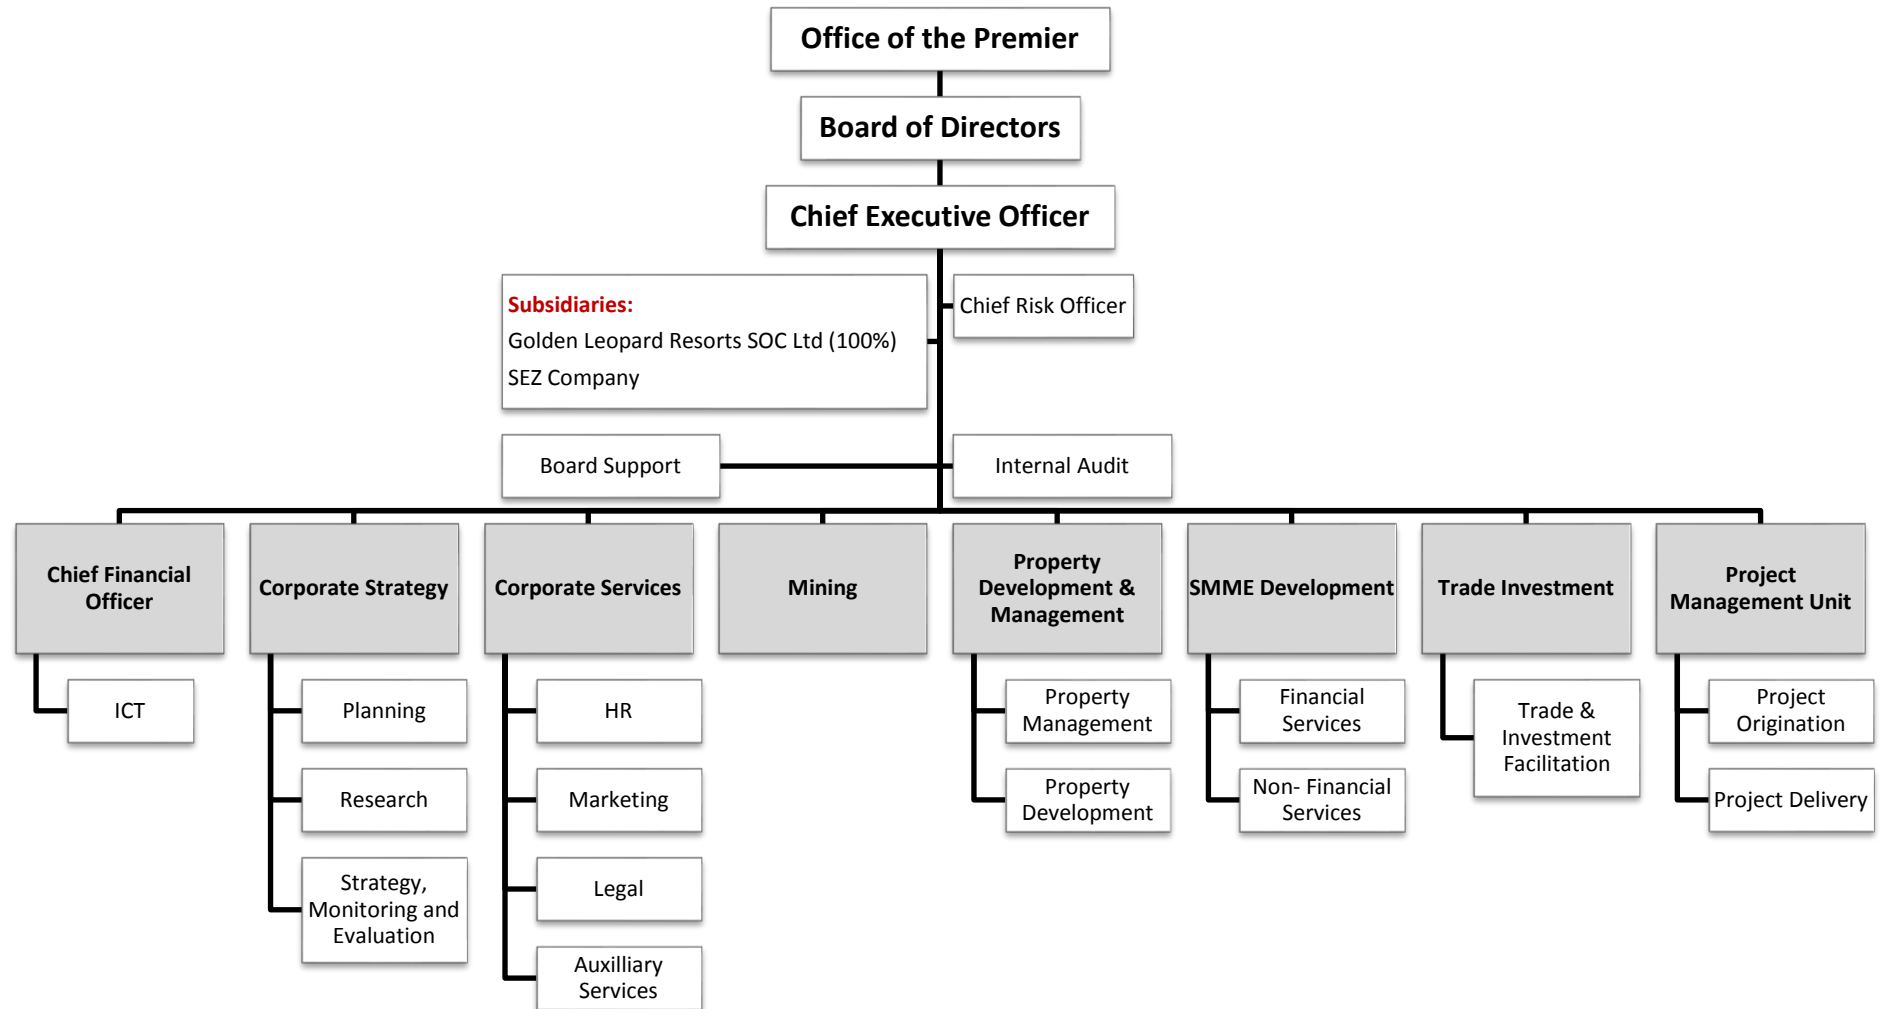 Office of the Premier
Board of Directors
Chief Executive Officer
Subsidiaries:
Golden Leopard Resorts SOC Ltd (100%)
SEZ Company
Chief Risk Officer
Board Support
Internal Audit
Chief Financial
Officer
Corporate Strategy
Corporate Services
Mining
Property
Development &
Management
SMME Development
Trade Investment
Project
Management Unit
ICT
Planning
Research
Strategy,
Monitoring and
Evaluation
HR
Marketing
Legal
Auxilliary
Services
Property
Management
Property
Development
Financial
Services
Non- Financial
Services
Trade &
Investment
Facilitation
Project
Origination
Project Delivery